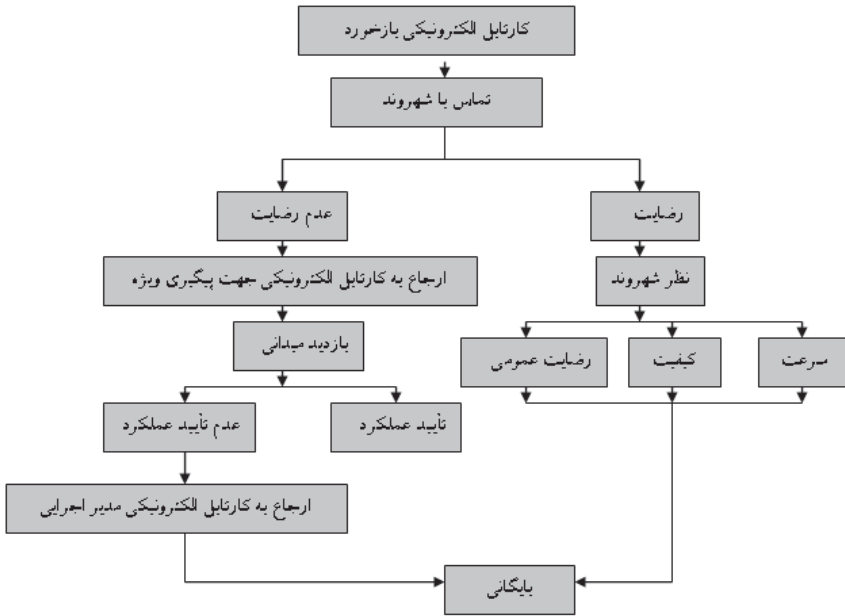 کارتابل الکترونیکی بازخورد
تماس با شهروند
رضایت
عدم رضایت
نظر شهروند
ارجاع به کارتابل الکترونیکی جهت پیگیری ویژه
بازدید میدانی
سرعت
کیفیت
رضایت عمومی
تأیید عملکرد
عدم تأیید عملکرد
ارجاع به کارتابل الکترونیکی مدیر اجرایی
بایگانی